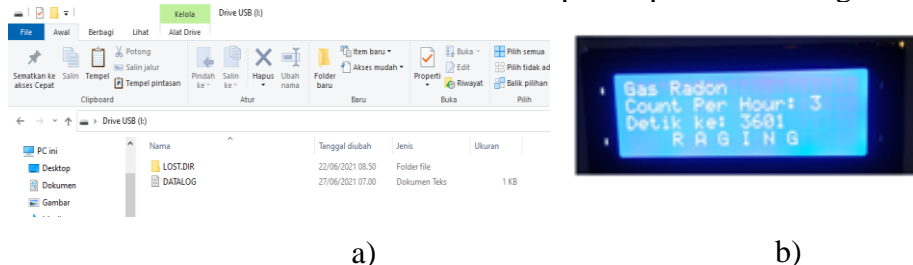 Kelola Drive USB (I:)
File Awal Berbagi Lihat Alat Drive
Sematkan ke akses Cepat
Salin
Tempel
Potong
Salin jalur
Tempel pintasan
Clipboard
Pindah ke
Salin ke
Hapus
Ubah nama
Atur
Folder baru
Item baru
Akses mudah
Baru
Properti
Buka
Edit
Riwayat
Buka
Pilih semua
Pilih tidak ad
Balik pilihan
Pilih
Drive USB (I:)
PC ini
Desktop
Dokumen
Gambar
Nama Tanggal diubah Jenis Ukuran
LOST.DIR 22/06/2021 08.50 Folder file
DATALOG 27/06/2021 07.00 Dokumen Teks 1 KB
Gas Radon
Count Per Hour: 3
Detik ke: 3601
R A G I N G
a) b)